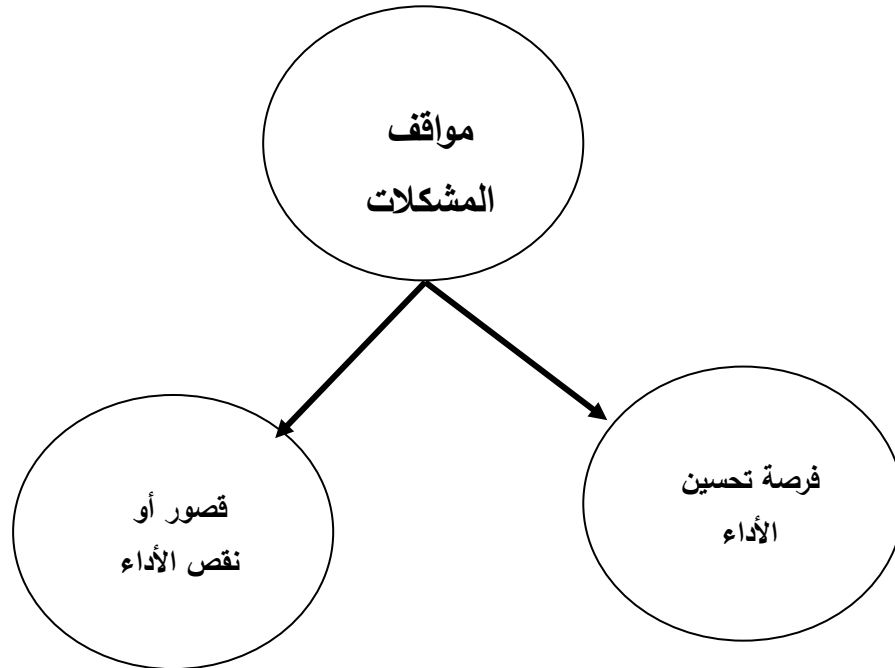 مواقف
المشكلات
فرصة تحسين
الأداء
قصور أو
نقص الأداء